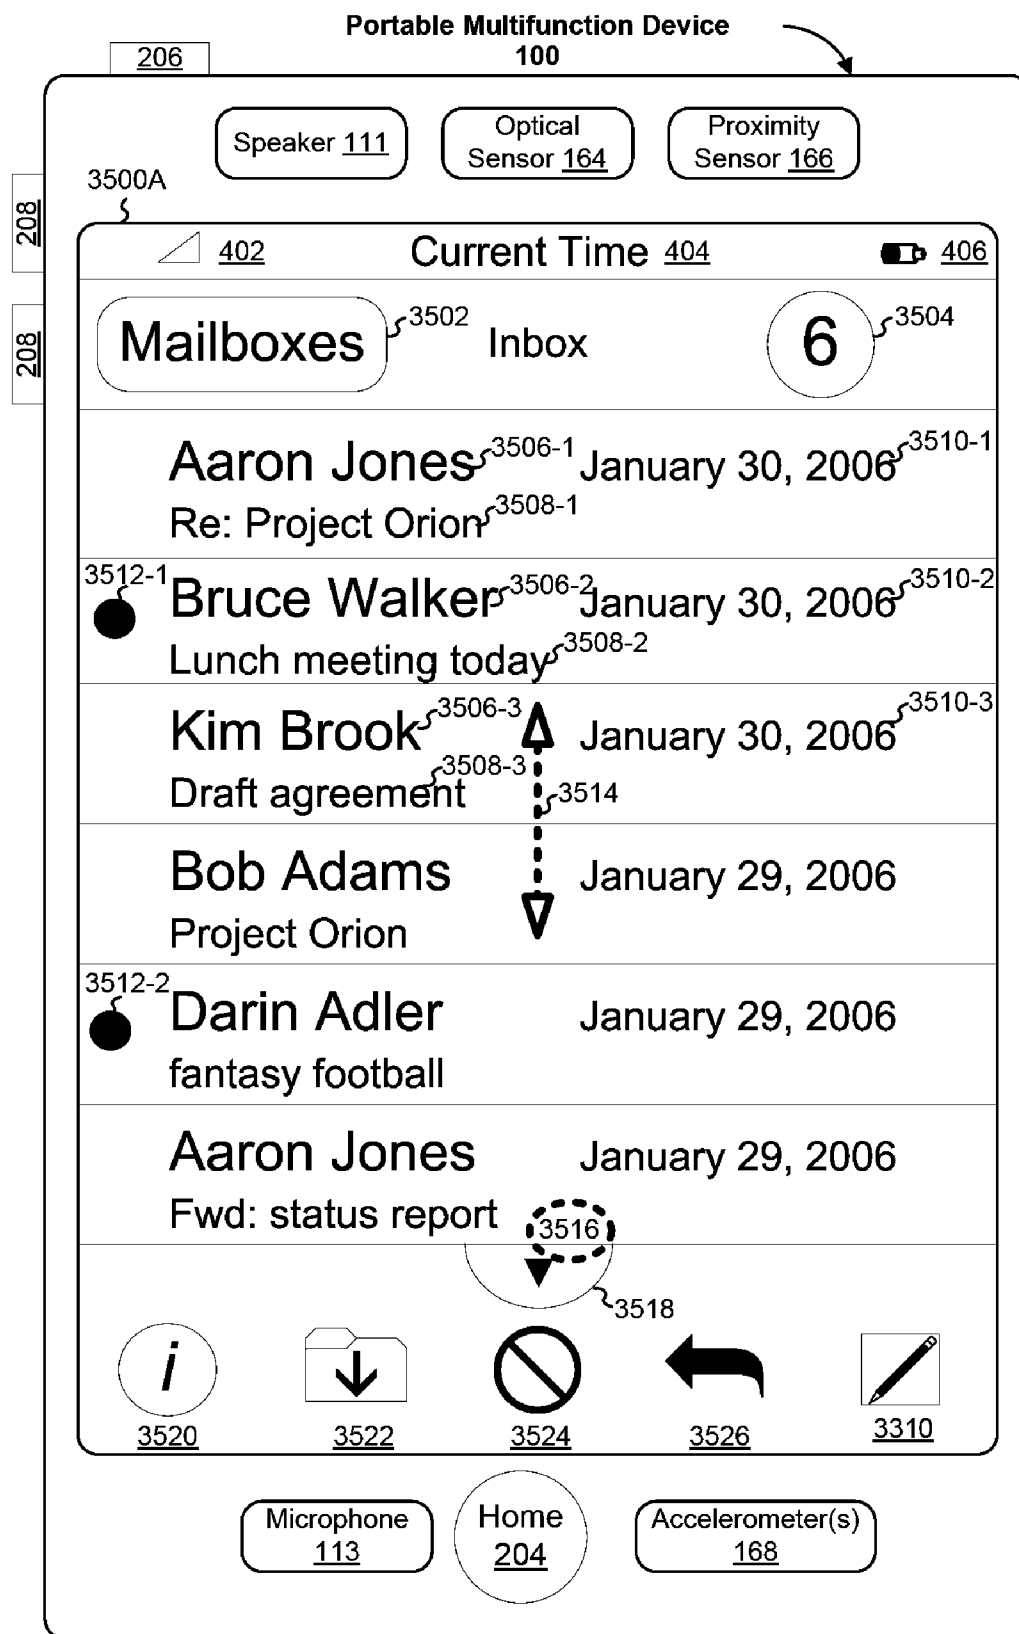 Portable Multifunction Device
100
206
Speaker 111
Optical
Sensor 164
Proximity
Sensor 166
3500A
208
208
402
Current Time 404
406
Mailboxes
3502
Inbox
6
3504
Aaron Jones
3506-1
January 30, 2006
3510-1
Re: Project Orion
3508-1
3512-1
Bruce Walker
3506-2
January 30, 2006
3510-2
Lunch meeting today
3508-2
Kim Brook
3506-3
January 30, 2006
3510-3
Draft agreement
3508-3
3514
Bob Adams
January 29, 2006
Project Orion
3512-2
Darin Adler
January 29, 2006
fantasy football
Aaron Jones
January 29, 2006
Fwd: status report
3516
3518
i
3520
3522
3524
3526
3310
Microphone
113
Home
204
Accelerometer(s)
168